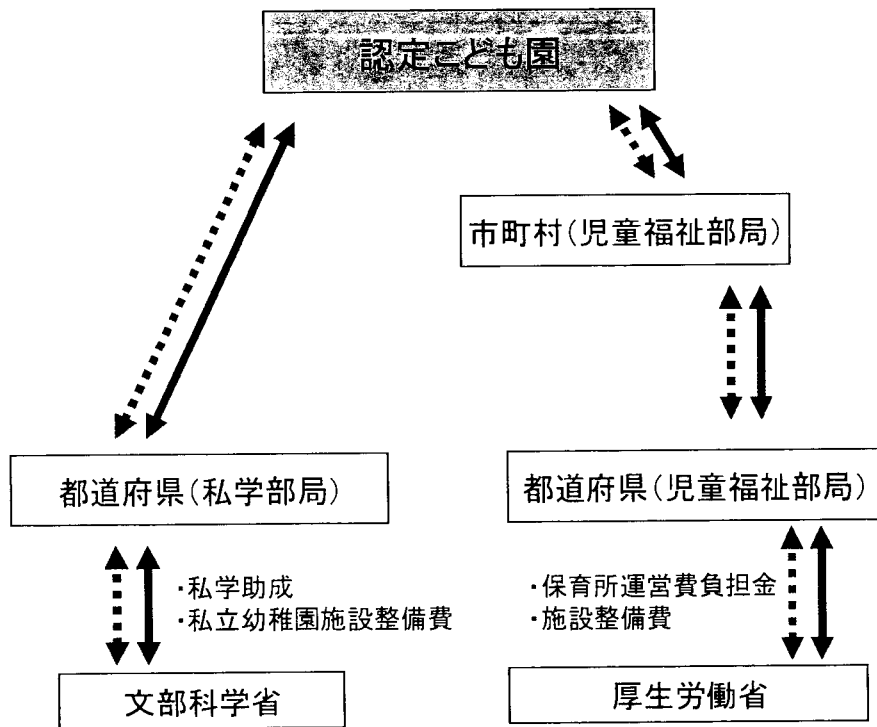 認定こども園
市町村(児童福祉部局)
都道府県(私学部局)
都道府県(児童福祉部局)
・私学助成
・私立幼稚園施設整備費
・保育所運営費負担金
・施設整備費
文部科学省
厚生労働省